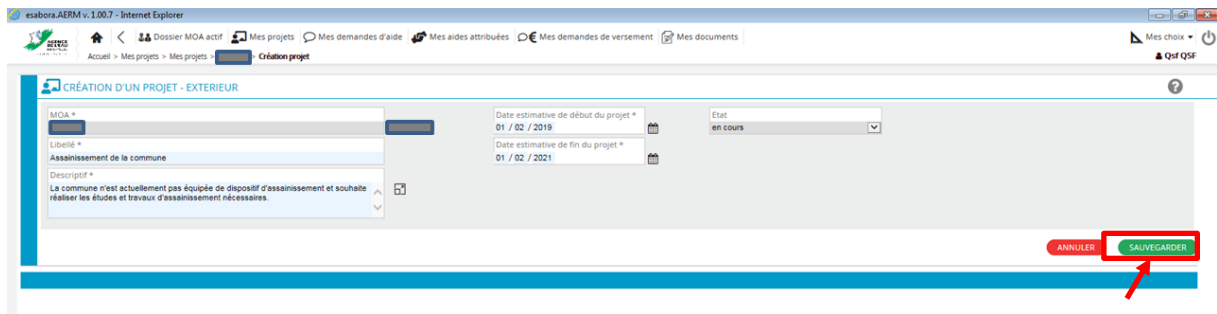 esabora.AERM v. 1.00.7 - Internet Explorer
Dossier MOA actif Mes projets Mes demandes d'aide Mes aides attribuées Mes demandes de versement Mes documents Mes choix
AGENCE
DE L'EAU
Accueil > Mes projets > Mes projets > > Création projet Qsf QSF
CRÉATION D'UN PROJET - EXTERIEUR ?
MOA * Date estimative de début du projet * Etat
01 / 02 / 2019 en cours
Libellé * Date estimative de fin du projet *
Assainissement de la commune 01 / 02 / 2021
Descriptif *
La commune n'est actuellement pas équipée de dispositif d'assainissement et souhaite
réaliser les études et travaux d'assainissement nécessaires.
ANNULER SAUVEGARDER